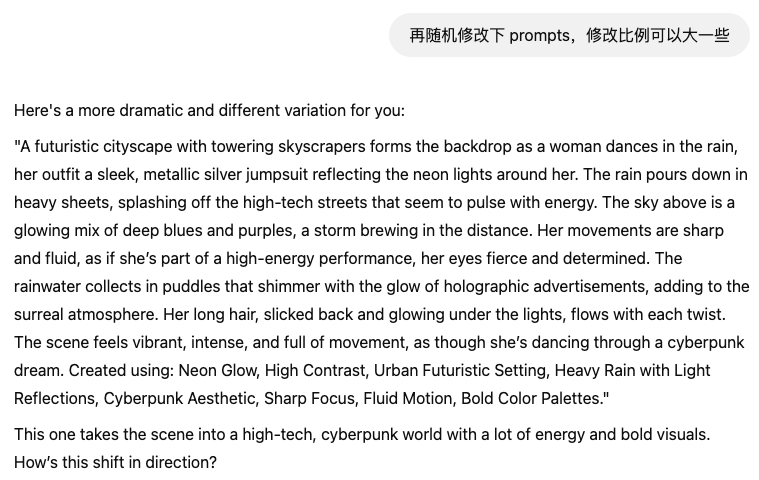 再随机修改下 prompts，修改比例可以大一些
Here's a more dramatic and different variation for you:
"A futuristic cityscape with towering skyscrapers forms the backdrop as a woman dances in the rain,
her outfit a sleek, metallic silver jumpsuit reflecting the neon lights around her. The rain pours down in
heavy sheets, splashing off the high-tech streets that seem to pulse with energy. The sky above is a
glowing mix of deep blues and purples, a storm brewing in the distance. Her movements are sharp
and fluid, as if she’s part of a high-energy performance, her eyes fierce and determined. The
rainwater collects in puddles that shimmer with the glow of holographic advertisements, adding to the
surreal atmosphere. Her long hair, slicked back and glowing under the lights, flows with each twist.
The scene feels vibrant, intense, and full of movement, as though she’s dancing through a cyberpunk
dream. Created using: Neon Glow, High Contrast, Urban Futuristic Setting, Heavy Rain with Light
Reflections, Cyberpunk Aesthetic, Sharp Focus, Fluid Motion, Bold Color Palettes."
This one takes the scene into a high-tech, cyberpunk world with a lot of energy and bold visuals.
How’s this shift in direction?